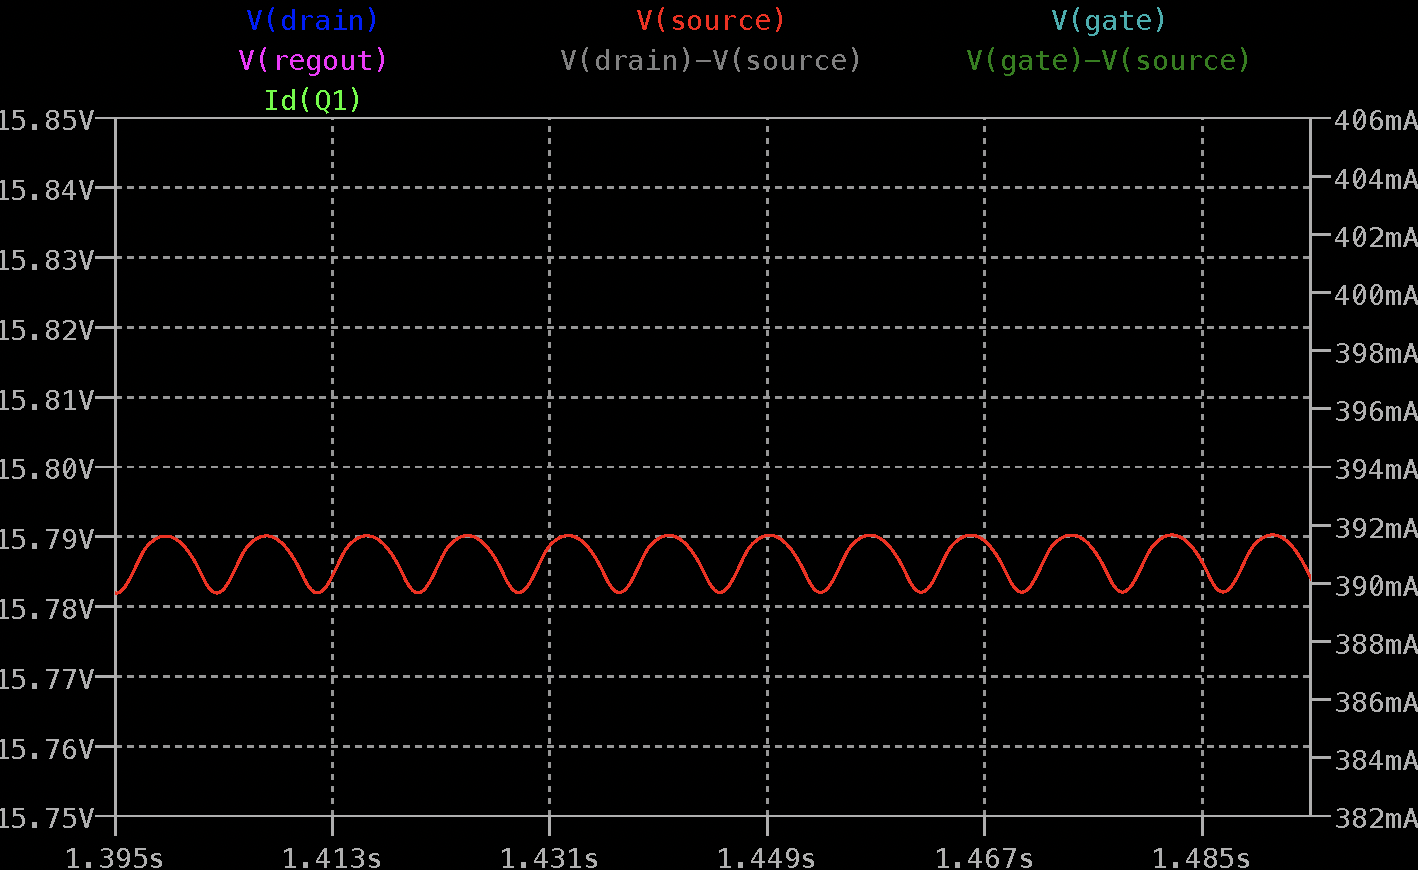 V(drain) V(source) V(gate)
V(regout) V(drain)−V(source) V(gate)−V(source)
Id(Q1)
15.85V 406mA
15.84V 404mA
15.83V 402mA
15.82V 400mA
15.81V 398mA
15.80V 396mA
15.79V 394mA
15.78V 392mA
15.77V 390mA
15.76V 388mA
15.75V 386mA
384mA
382mA
1.395s 1.413s 1.431s 1.449s 1.467s 1.485s